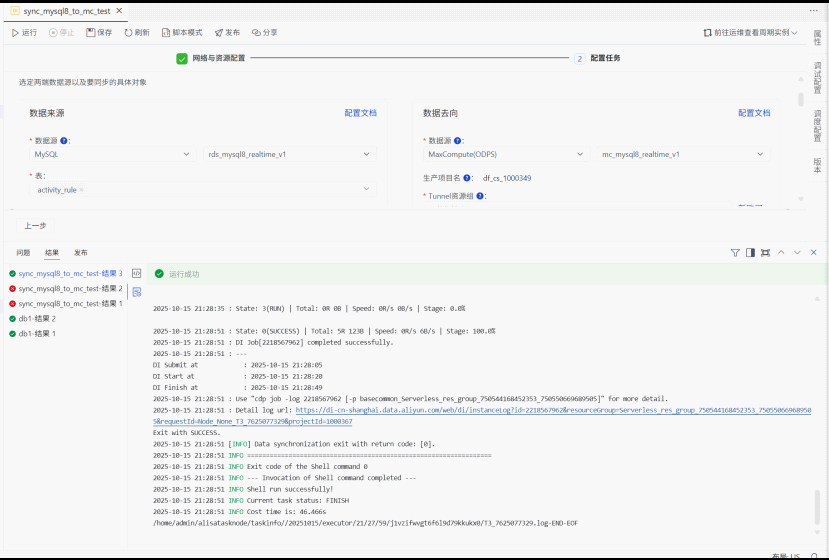 sync_mysql8_to_mc_test ×
运行 停止 保存 刷新 脚本模式 发布 分享 前往运维查看周期实例
属性
网络与资源配置 2 配置任务
选定两端数据源以及要同步的具体对象
调试配置
数据来源 配置文档 数据去向 配置文档
调度配置
* 数据源 : * 数据源 :
MySQL rds_mysql8_realtime_v1 MaxCompute(ODPS) mc_mysql8_realtime_v1
版本
* 表: 生产项目名 : df_cs_1000349
activity_rule × * Tunnel资源组 :
上一步
问题 结果 发布
sync_mysql8_to_mc_test-结果 3
sync_mysql8_to_mc_test-结果 2
sync_mysql8_to_mc_test-结果 1
db1-结果 2
db1-结果 1
运行成功
2025-10-15 21:28:35 : State: 3(RUN) | Total: 0R 0B | Speed: 0R/s 0B/s | Stage: 0.0%
2025-10-15 21:28:51 : State: 0(SUCCESS) | Total: 5R 123B | Speed: 0R/s 6B/s | Stage: 100.0%
2025-10-15 21:28:51 : DI Job[2218567962] completed successfully.
2025-10-15 21:28:51 : ---
DI Submit at : 2025-10-15 21:28:05
DI Start at : 2025-10-15 21:28:20
DI Finish at : 2025-10-15 21:28:49
2025-10-15 21:28:51 : Use "cdp job -log 2218567962 [-p basecommon_Serverless_res_group_750544168452353_750550669689505]" for more detail.
2025-10-15 21:28:51 : Detail log url: https://di-cn-shanghai.data.aliyun.com/web/di/instanceLog?id=2218567962&resourceGroup=Serverless_res_group_750544168452353_75055066968950
5&requestId=Node_None_T3_7625077329&projectId=1000367
Exit with SUCCESS.
2025-10-15 21:28:51 [INFO] Data synchronization exit with return code: [0].
2025-10-15 21:28:51 INFO =================================================================
2025-10-15 21:28:51 INFO Exit code of the Shell command 0
2025-10-15 21:28:51 INFO --- Invocation of Shell command completed ---
2025-10-15 21:28:51 INFO Shell run successfully!
2025-10-15 21:28:51 INFO Current task status: FINISH
2025-10-15 21:28:51 INFO Cost time is: 46.466s
/home/admin/alisatasknode/taskinfo//20251015/executor/21/27/59/j1vzifwvgt6f6l9d79kkukx0/T3_7625077329.log-END-EOF